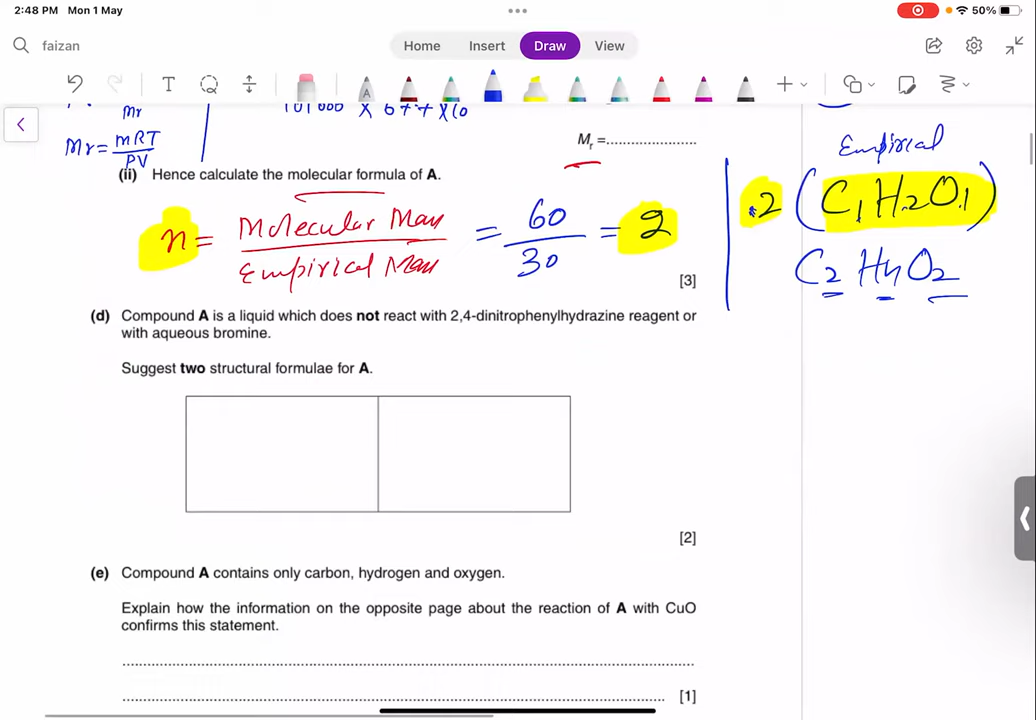 2:48 PM Mon 1 May
50%
faizan
Home Insert Draw View
T
A
Mr
Mr = mRT
PV
Mr =
(ii) Hence calculate the molecular formula of A.
n = Molecular Mass = 60 = 2
Empirical Mass 30
[3]
Empirical
2 (C1H2O1)
C2 H4 O2
(d) Compound A is a liquid which does not react with 2,4-dinitrophenylhydrazine reagent or
with aqueous bromine.
Suggest two structural formulae for A.
[2]
(e) Compound A contains only carbon, hydrogen and oxygen.
Explain how the information on the opposite page about the reaction of A with CuO
confirms this statement.
[1]